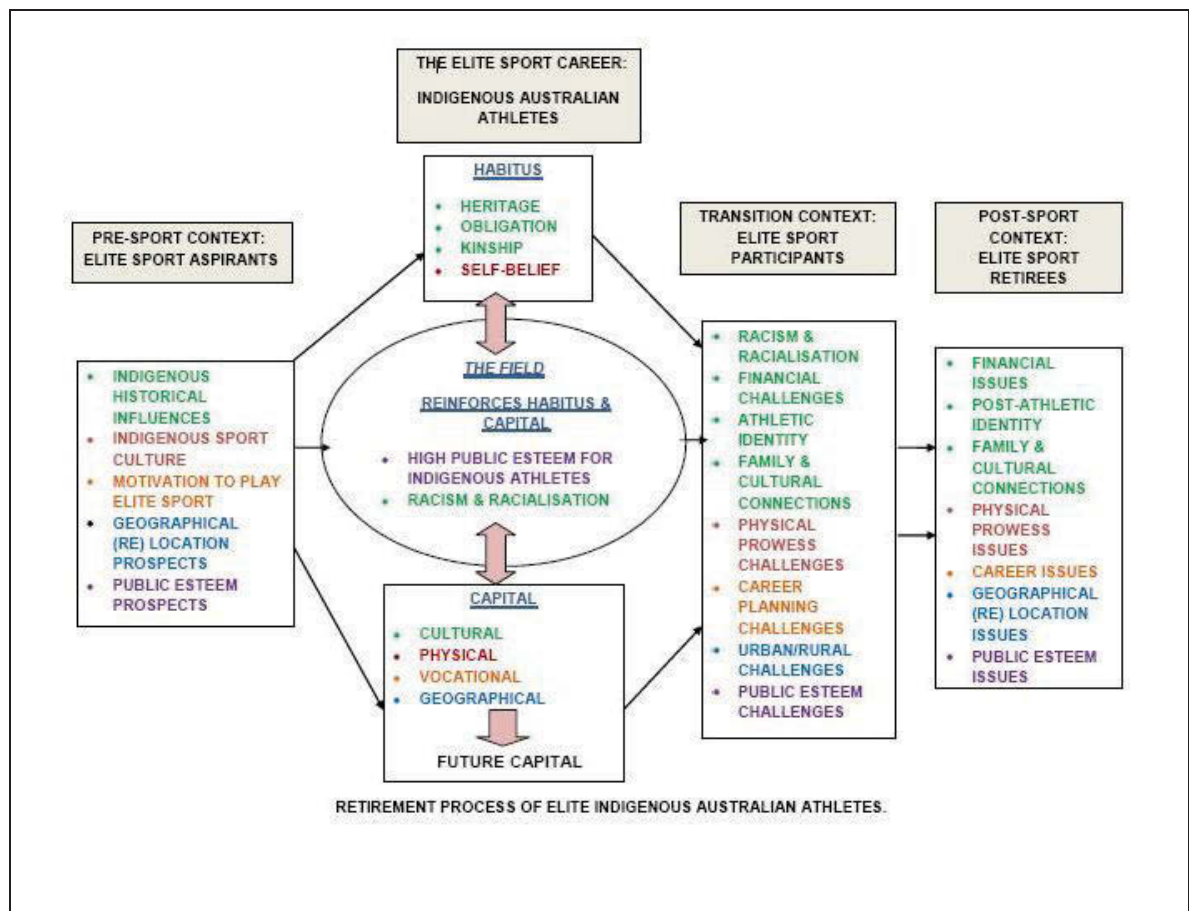 THE ELITE SPORT CAREER:
INDIGENOUS AUSTRALIAN
ATHLETES
PRE-SPORT CONTEXT:
ELITE SPORT ASPIRANTS
TRANSITION CONTEXT:
ELITE SPORT
PARTICIPANTS
POST-SPORT
CONTEXT:
ELITE SPORT
RETIREES
INDIGENOUS
HISTORICAL
INFLUENCES
INDIGENOUS SPORT
CULTURE
MOTIVATION TO PLAY
ELITE SPORT
GEOGRAPHICAL
(RE) LOCATION
PROSPECTS
PUBLIC ESTEEM
PROSPECTS
HABITUS
HERITAGE
OBLIGATION
KINSHIP
SELF-BELIEF
THE FIELD
REINFORCES HABITUS &
CAPITAL
HIGH PUBLIC ESTEEM FOR
INDIGENOUS ATHLETES
RACISM & RACIALISATION
CAPITAL
CULTURAL
PHYSICAL
VOCATIONAL
GEOGRAPHICAL
FUTURE CAPITAL
RACISM &
RACIALISATION
FINANCIAL
CHALLENGES
ATHLETIC
IDENTITY
FAMILY &
CULTURAL
CONNECTIONS
PHYSICAL
PROWESS
CHALLENGES
CAREER
PLANNING
CHALLENGES
URBAN/RURAL
CHALLENGES
PUBLIC ESTEEM
CHALLENGES
FINANCIAL
ISSUES
POST-ATHLETIC
IDENTITY
FAMILY &
CULTURAL
CONNECTIONS
PHYSICAL
PROWESS
ISSUES
CAREER ISSUES
GEOGRAPHICAL
(RE) LOCATION
ISSUES
PUBLIC ESTEEM
ISSUES
RETIREMENT PROCESS OF ELITE INDIGENOUS AUSTRALIAN ATHLETES.